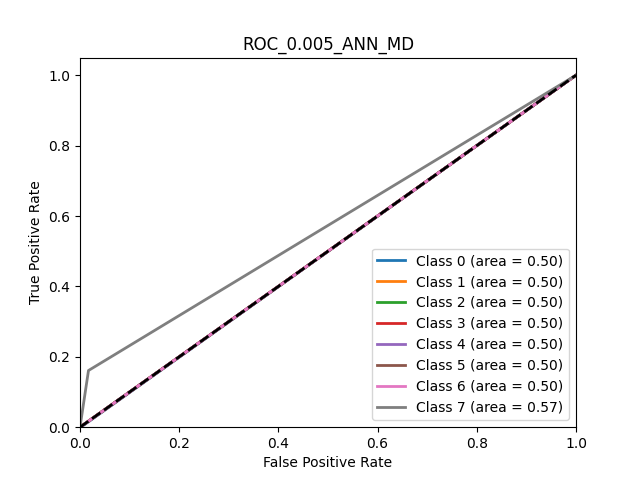 ROC_0.005_ANN_MD
True Positive Rate
1.0
0.8
0.6
0.4
0.2
0.0
Class 0 (area = 0.50)
Class 1 (area = 0.50)
Class 2 (area = 0.50)
Class 3 (area = 0.50)
Class 4 (area = 0.50)
Class 5 (area = 0.50)
Class 6 (area = 0.50)
Class 7 (area = 0.57)
0.0 0.2 0.4 0.6 0.8 1.0
False Positive Rate